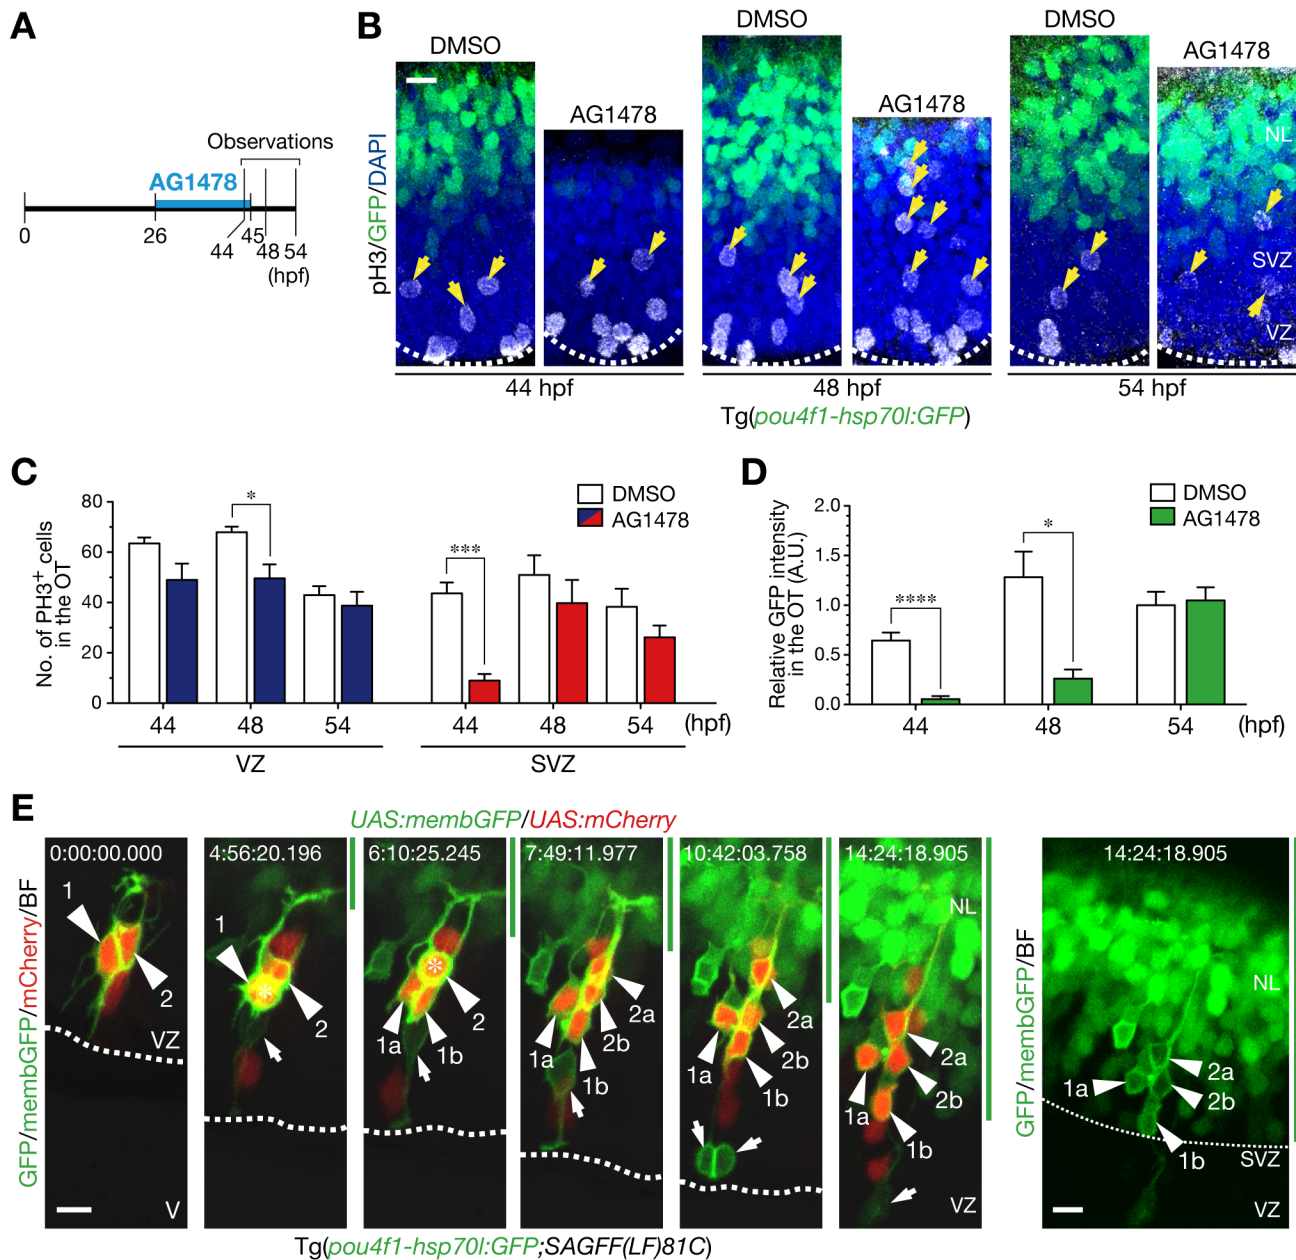 A
Observations
AG1478
0
26
44
45
48
54
(hpf)
B
DMSO
AG1478
DMSO
AG1478
DMSO
AG1478
pH3/GFP/DAPI
NL
SVZ
VZ
44 hpf
48 hpf
54 hpf
Tg(pou4f1-hsp70l:GFP)
C
No. of PH3+ cells
in the OT
80
60
40
20
0
*
***
DMSO
AG1478
44
48
54
44
48
54
(hpf)
VZ
SVZ
D
Relative GFP intensity
in the OT (A.U.)
2.0
1.5
1.0
0.5
0.0
****
*
DMSO
AG1478
44
48
54
(hpf)
E
UAS:membGFP/UAS:mCherry
GFP/membGFP/mCherry/BF
0:00:00.000
1
2
VZ
V
4:56:20.196
1
*
2
6:10:25.245
*
2
1a
1b
7:49:11.977
2a
2b
1a
1b
10:42:03.758
2a
2b
1a
1b
14:24:18.905
NL
2a
2b
1a
1b
VZ
GFP/membGFP/BF
14:24:18.905
NL
2a
1a
2b
1b
SVZ
VZ
Tg(pou4f1-hsp70l:GFP;SAGFF(LF)81C)